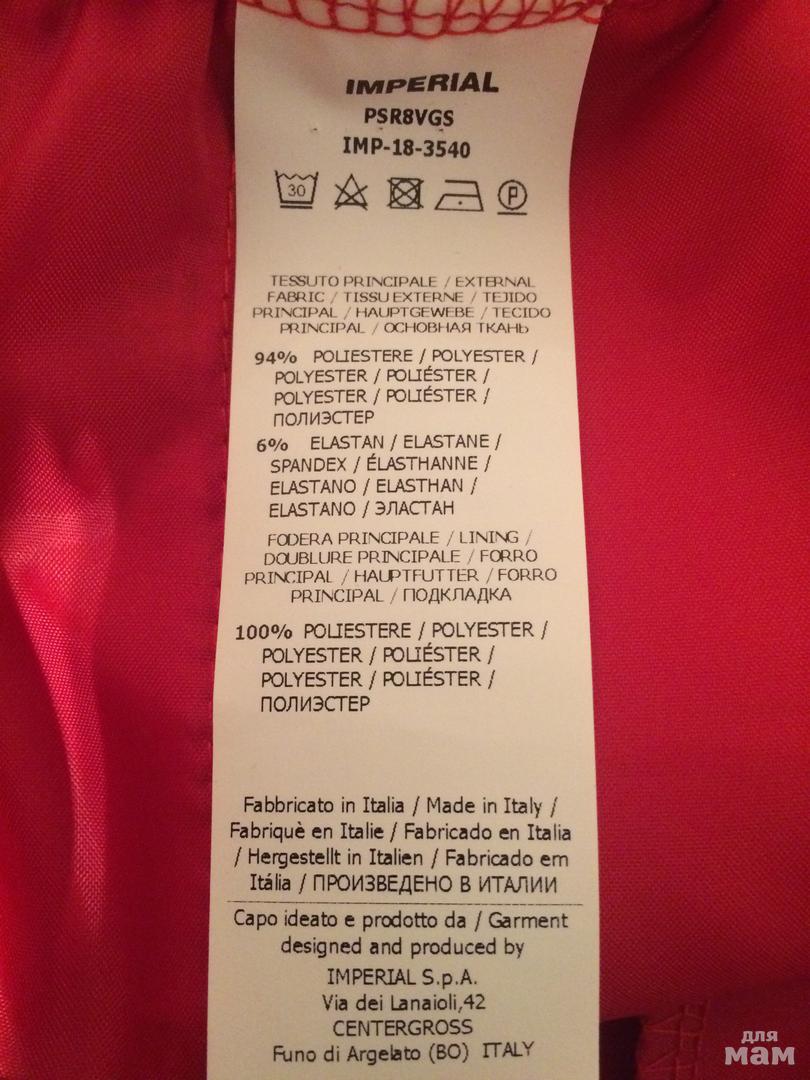 IMPERIAL
PSR8VGS
IMP-18-3540
30
P
TESSUTO PRINCIPALE / EXTERNAL
FABRIC / TISSU EXTERNE / TEJIDO
PRINCIPAL / HAUPTGEWEBE / TECIDO
PRINCIPAL / ОСНОВНАЯ ТКАНЬ
94% POLIESTERE / POLYESTER /
POLYESTER / POLIÉSTER /
POLYESTER / POLIÉSTER /
ПОЛИЭСТЕР
6% ELASTAN / ELASTANE /
SPANDEX / ÉLASTHANNE /
ELASTANO / ELASTHAN /
ELASTANO / ЭЛАСТАН
FODERA PRINCIPALE / LINING /
DOUBLURE PRINCIPALE / FORRO
PRINCIPAL / HAUPTFUTTER / FORRO
PRINCIPAL / ПОДКЛАДКА
100% POLIESTERE / POLYESTER /
POLYESTER / POLIÉSTER /
POLYESTER / POLIÉSTER /
ПОЛИЭСТЕР
Fabbricato in Italia / Made in Italy /
Fabriquè en Italie / Fabricado en Italia
/ Hergestellt in Italien / Fabricado em
Itália / ПРОИЗВЕДЕНО В ИТАЛИИ
Capo ideato e prodotto da / Garment
designed and produced by
IMPERIAL S.p.A.
Via dei Lanaioli,42
CENTERGROSS
Funo di Argelato (BO) ITALY
для
мам